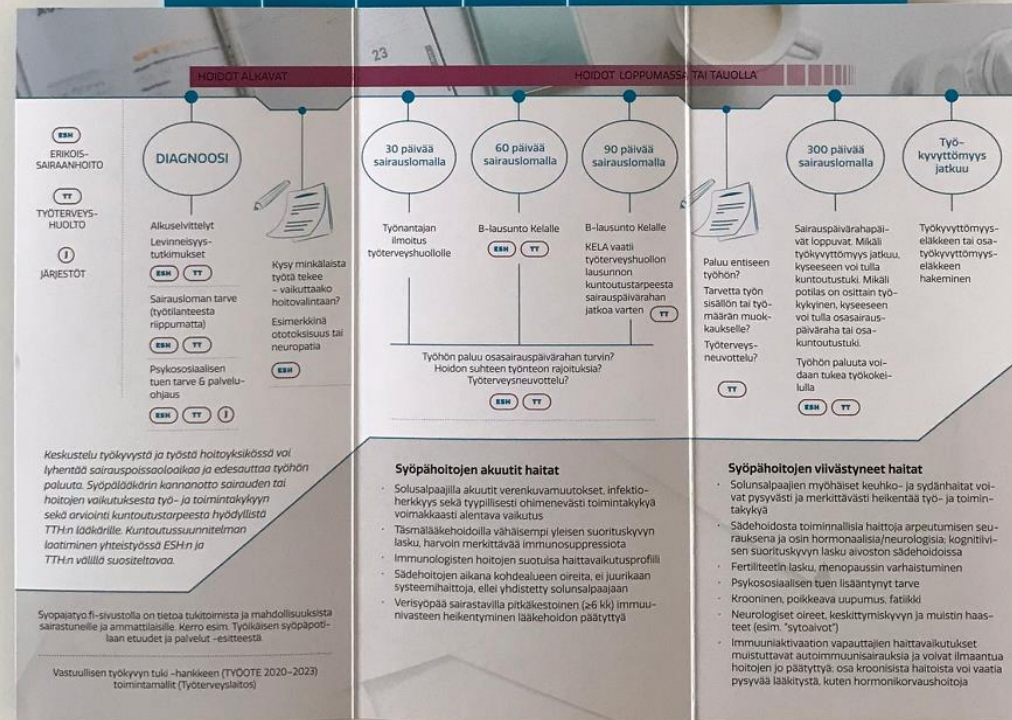 23
HOIDOT ALKAVAT
HOIDOT LOPPUMASSA TAI TAUOLLA
ESH
ERIKOIS-
SAIRAANHOITO
TT
TYÖTERVEYS-
HUOLTO
J
JÄRJESTÖT
DIAGNOOSI
Alkuselvittelyt
Levinneisyys-
tutkimukset
ESH TT
Sairausloman tarve
(työtilanteesta
riippumatta)
ESH TT
Psykososiaalisen
tuen tarve & palvelu-
ohjaus
ESH TT J
Kysy minkälaista
työtä tekee
– vaikuttaako
hoitovalintaan?
Esimerkkinä
ototoksisuus tai
neuropatia
ESH
30 päivää
sairauslomalla
Työnantajan
ilmoitus
työterveyshuollolle
60 päivää
sairauslomalla
B-lausunto Kelalle
ESH TT
90 päivää
sairauslomalla
B-lausunto Kelalle
KELA vaatii
työterveyshuollon
lausunnon
kuntoutustarpeesta
sairauspäivärahan
jatkoa varten TT
Työhön paluu osasairauspäivärahan turvin?
Hoidon suhteen työnteon rajoituksia?
Työterveysneuvottelu?
ESH TT
Paluu entiseen
työhön?
Tarvetta työn
sisällön tai työ-
määrän muok-
kaukselle?
Työterveys-
neuvottelu?
TT
300 päivää
sairauslomalla
Sairauspäivärahapäi-
vät loppuvat. Mikäli
työkyvyttömyys jatkuu,
kyseeseen voi tulla
kuntoutustuki. Mikäli
potilas on osittain työ-
kykyinen, kyseeseen
voi tulla osasairaus-
päiväraha tai osa-
kuntoutustuki.
Työhön paluuta voi-
daan tukea työkokei-
lulla
ESH TT
Työ-
kyvyttömyys
jatkuu
Työkyvyttömyys-
eläkkeen tai osa-
työkyvyttömyys-
eläkkeen
hakeminen
Keskustelu työkyvystä ja työstä hoitoyksikössä voi
lyhentää sairauspoissaoloaikaa ja edesauttaa työhön
paluuta. Syöpälääkärin kannanotto sairauden tai
hoitojen vaikutuksesta työ- ja toimintakykyyn
sekä arviointi kuntoutustarpeesta hyödyllistä
TTH:n lääkärille. Kuntoutussuunnitelman
laatiminen yhteistyössä ESH:n ja
TTH:n välillä suositeltavaa.
Syopajatyo.fi-sivustolla on tietoa tukitoimista ja mahdollisuuksista
sairastuneille ja ammattilaisille. Kerro esim. Työikäisen syöpäpoti-
laan etuudet ja palvelut -esitteestä.
Vastuullisen työkyvyn tuki –hankkeen (TYÖOTE 2020–2023)
toimintamallit (Työterveyslaitos)
Syöpähoitojen akuutit haitat
· Solusalpaajilla akuutit verenkuvamuutokset, infektio-
herkkyys sekä tyypillisesti ohimenevästi toimintakykyä
voimakkaasti alentava vaikutus
· Täsmälääkehoidoilla vähäisempi yleisen suorituskyvyn
lasku, harvoin merkittävää immunosuppressiota
· Immunologisten hoitojen suotuisa haittavaikutusprofiili
· Sädehoitojen aikana kohdealueen oireita, ei juurikaan
systeemihaittoja, ellei yhdistetty solunsalpaajaan
· Verisyöpää sairastavilla pitkäkestoinen (≥6 kk) immuu-
nivasteen heikentyminen lääkehoidon päätyttyä
Syöpähoitojen viivästyneet haitat
· Solunsalpaajien myöhäiset keuhko- ja sydänhaitat voi-
vat pysyvästi ja merkittävästi heikentää työ- ja toimin-
takykyä
· Sädehoidosta toiminnallisia haittoja arpeutumisen seu-
rauksena ja osin hormonaalisia/neurologisia; kognitiivi-
sen suorituskyvyn lasku aivoston sädehoidoissa
· Fertiliteetin lasku, menopaussin varhaistuminen
· Psykososiaalisen tuen lisääntynyt tarve
· Krooninen, poikkeava uupumus, fatiikki
· Neurologiset oireet, keskittymiskyvyn ja muistin haas-
teet (esim. "sytoaivot")
· Immuuniaktivaation vapauttajien haittavaikutukset
muistuttavat autoimmuunisairauksia ja voivat ilmaantua
hoitojen jo päätyttyä; osa kroonisista haitoista voi vaatia
pysyvää lääkitystä, kuten hormonikorvaushoitoja